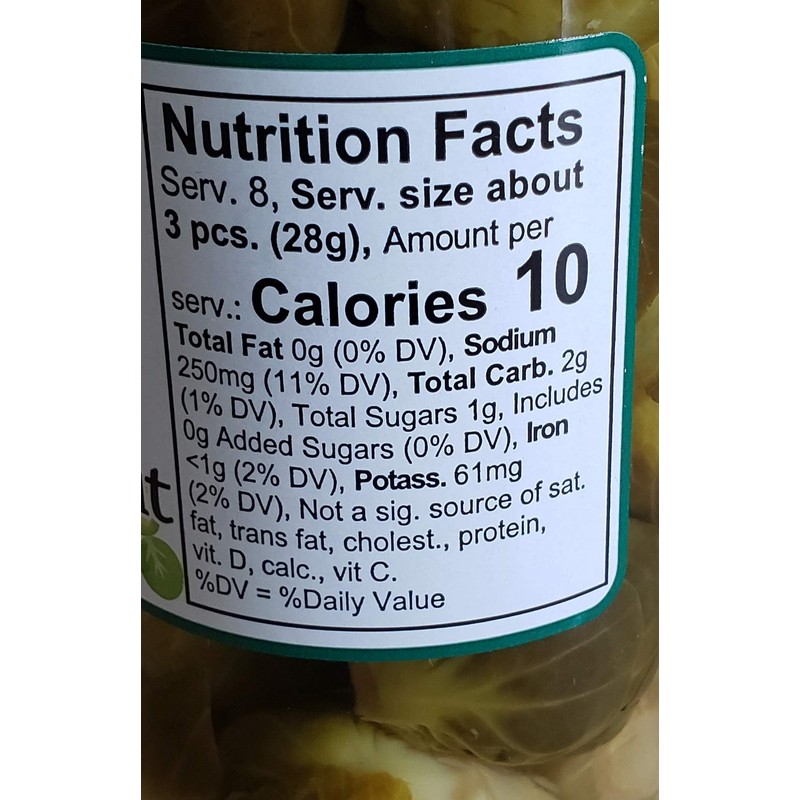 Nutrition Facts
Serv. 8, Serv. size about
3 pcs. (28g), Amount per
serv.: Calories 10
Total Fat 0g (0% DV), Sodium
250mg (11% DV), Total Carb. 2g
(1% DV), Total Sugars 1g, Includes
0g Added Sugars (0% DV), Iron
<1g (2% DV), Potass. 61mg
(2% DV), Not a sig. source of sat.
fat, trans fat, cholest., protein,
vit. D, calc., vit C.
%DV = %Daily Value